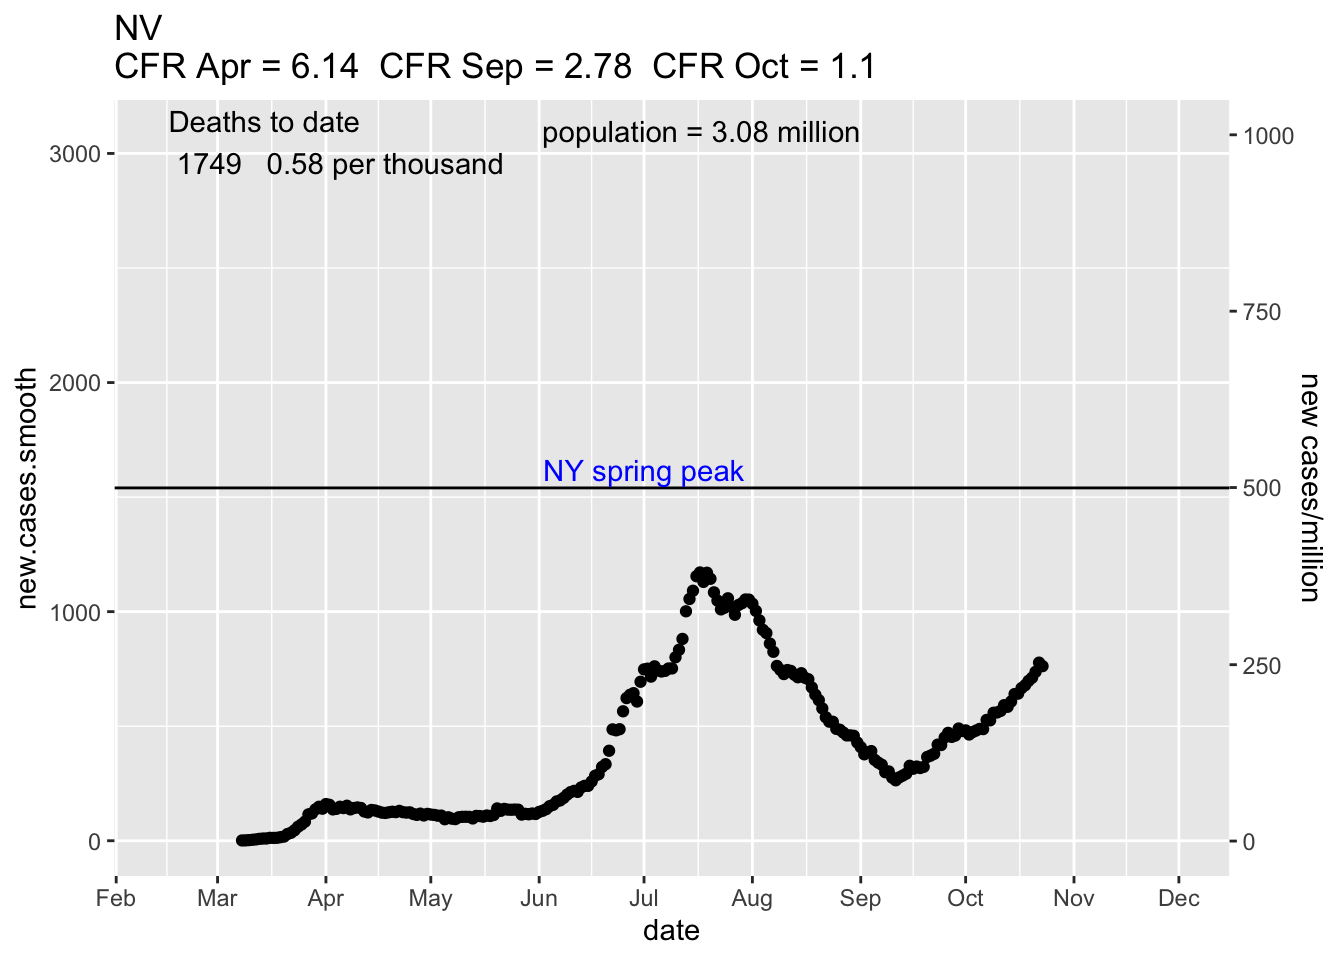 NV
CFR Apr = 6.14  CFR Sep = 2.78  CFR Oct = 1.1
Deaths to date
1749   0.58 per thousand
population = 3.08 million
NY spring peak
new.cases.smooth
3000
2000
1000
0
1000
750
500
250
0
new cases/million
Feb Mar Apr May Jun Jul Aug Sep Oct Nov Dec
date